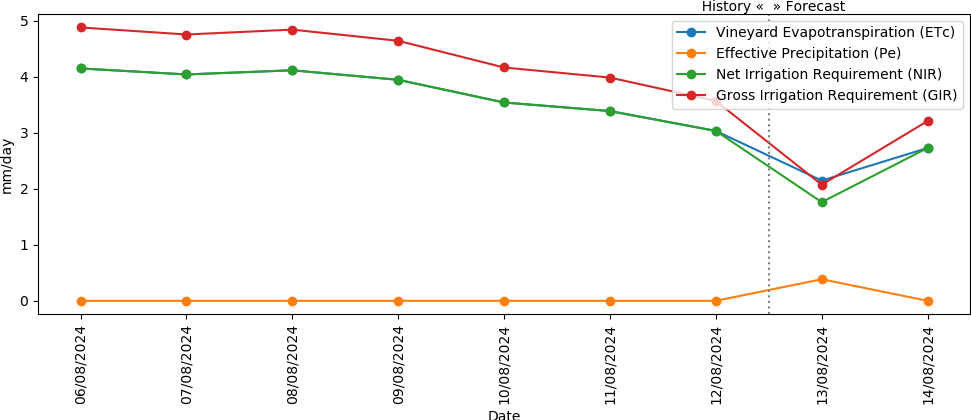 History « » Forecast
Vineyard Evapotranspiration (ETc)
Effective Precipitation (Pe)
Net Irrigation Requirement (NIR)
Gross Irrigation Requirement (GIR)
mm/day
5
4
3
2
1
0
06/08/2024
07/08/2024
08/08/2024
09/08/2024
10/08/2024
11/08/2024
12/08/2024
13/08/2024
14/08/2024
Date